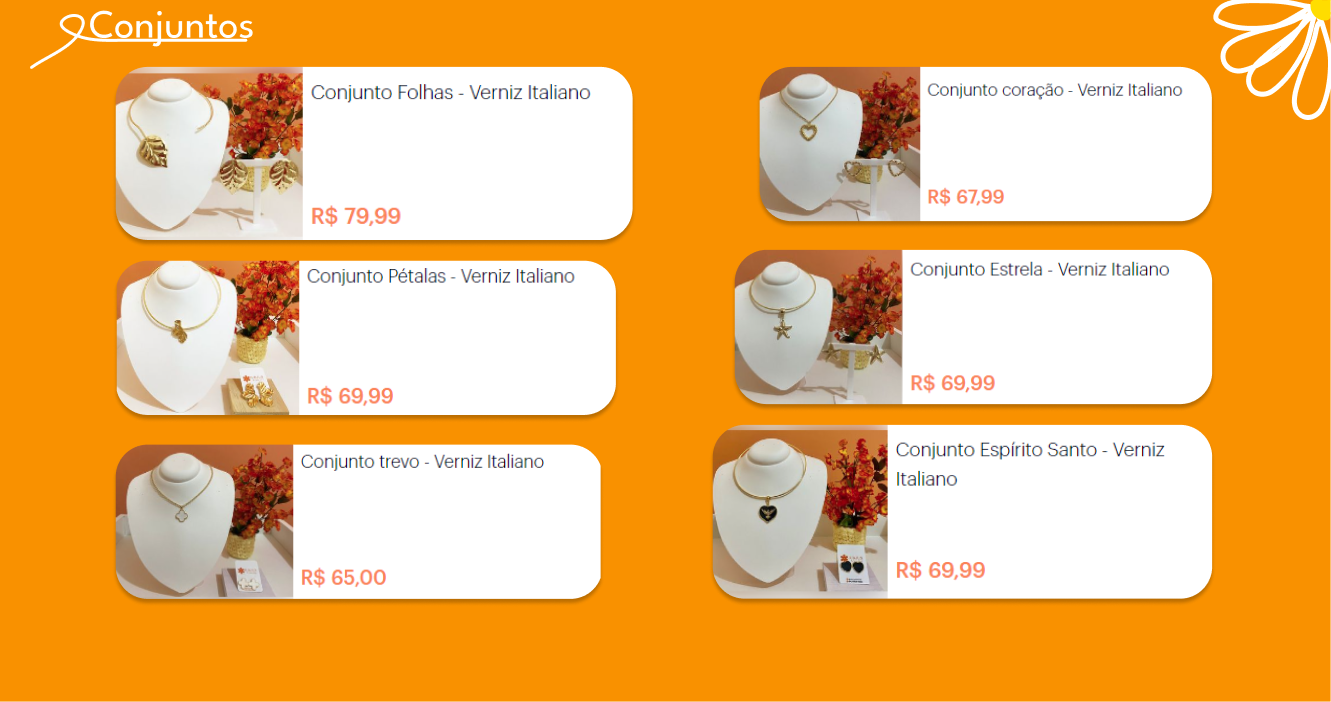 Conjuntos
Conjunto Folhas - Verniz Italiano
R$ 79,99
Conjunto coração - Verniz Italiano
R$ 67,99
Conjunto Pétalas - Verniz Italiano
R$ 69,99
Conjunto Estrela - Verniz Italiano
R$ 69,99
Conjunto trevo - Verniz Italiano
R$ 65,00
Conjunto Espírito Santo - Verniz
Italiano
R$ 69,99